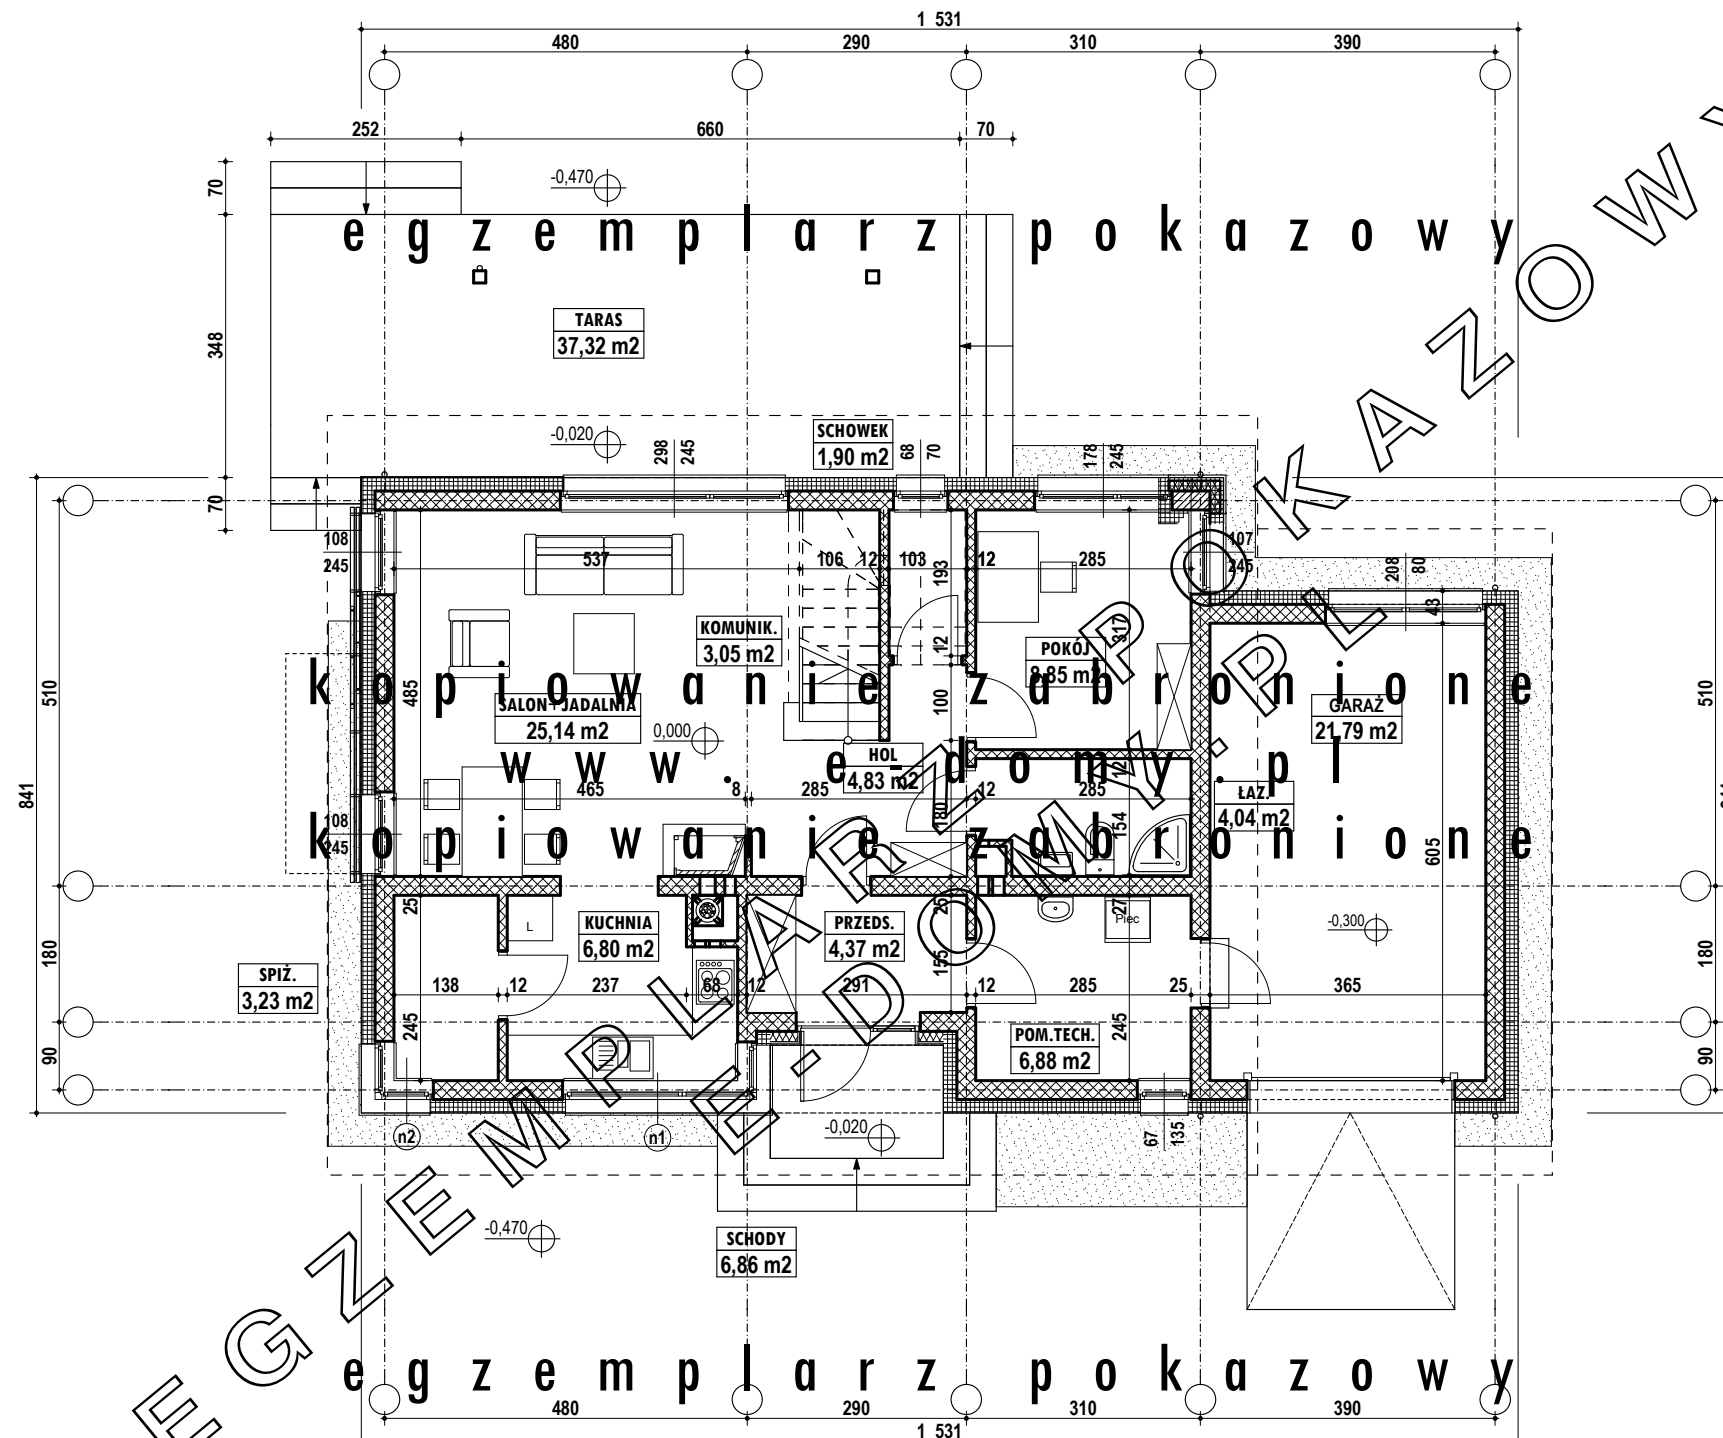 1 531
480 290 310 390
252 660 70
70
-0,470
egzemplarz pokazowy
348
TARAS
37,32 m2
-0,020
SCHOWEK
1,90 m2
298 245
68 70
178 245
70
108
245
537 106 12 103 12 285
193
107
245
208 80
43
KOMUNIK.
3,05 m2
12
317
POKÓJ
8,85 m2
kopiowanie zabronione
510
485
SALON I JADALNIA
25,14 m2
100
GARAŻ
21,79 m2
510
0,000
HOL
4,83 m2
www.e-domy.pl
841
465 8 285 12 285
12
ŁAZ.
4,04 m2
108
245
180
154
kopiowanie zabronione
605
25
25
27
L
KUCHNIA
6,80 m2
PRZEDS.
4,37 m2
Piec
-0,300
180
155
180
SPIŻ.
3,23 m2
138 12 237 68 12 291 12 285 25 365
245
245
POM.TECH.
6,88 m2
90
90
n2
n1
-0,020
67 135
-0,470
SCHODY
6,86 m2
egzemplarz pokazowy
480 290 310 390
1 531
EGZEMPLARZ POKAZOWY
E-DOMY.PL